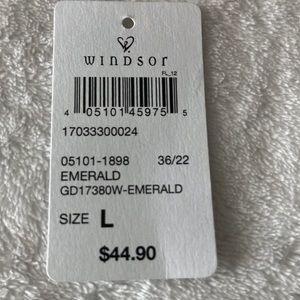 WINDSOR
FL_12
4 05101 45975 5
17033300024
05101-1898 36/22
EMERALD
GD17380W-EMERALD
SIZE L
$44.90